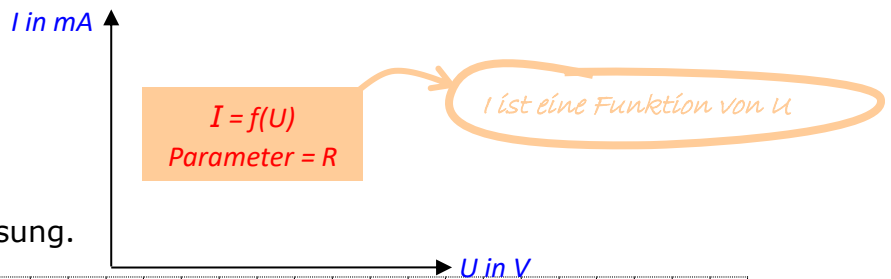 I in mA
I = f(U)
Parameter = R
I ist eine Funktion von U
sung.
U in V